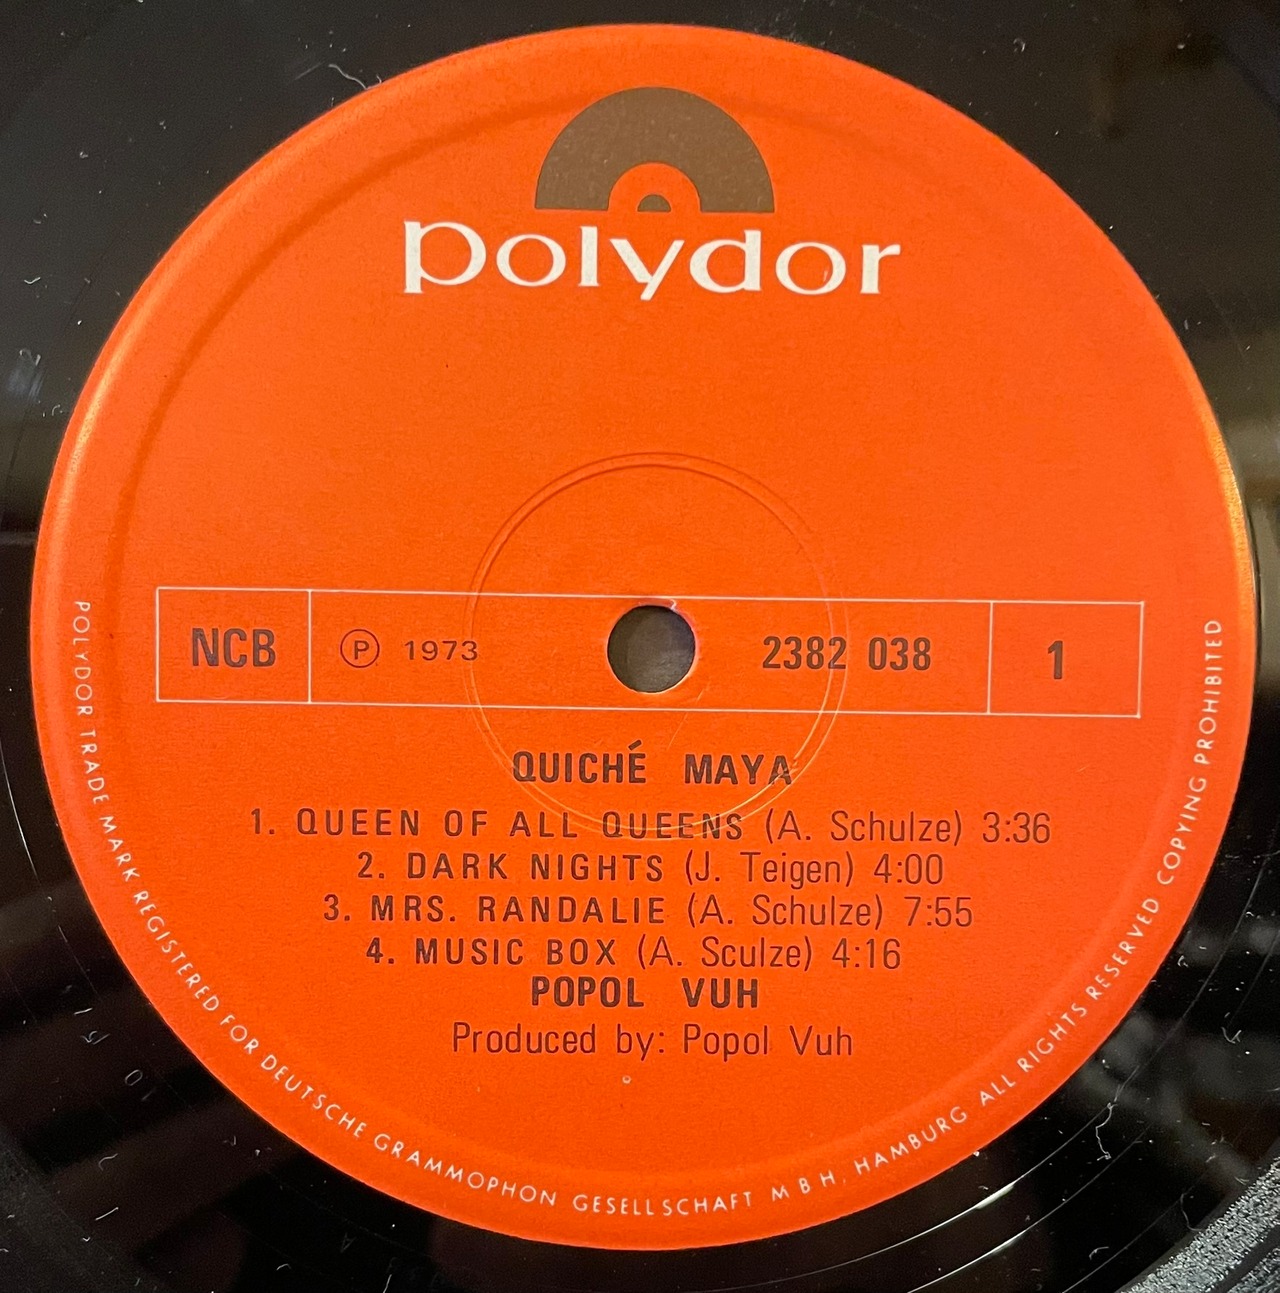 polydor
NCB ℗ 1973 2382 038 1
QUICHÉ MAYA
1. QUEEN OF ALL QUEENS (A. Schulze) 3:36
2. DARK NIGHTS (J. Teigen) 4:00
3. MRS. RANDALIE (A. Schulze) 7:55
4. MUSIC BOX (A. Sculze) 4:16
POPOL VUH
Produced by: Popol Vuh
POLYDOR TRADE MARK REGISTERED FOR DEUTSCHE GRAMMOPHON GESELLSCHAFT M B H, HAMBURG ALL RIGHTS RESERVED COPYING PROHIBITED